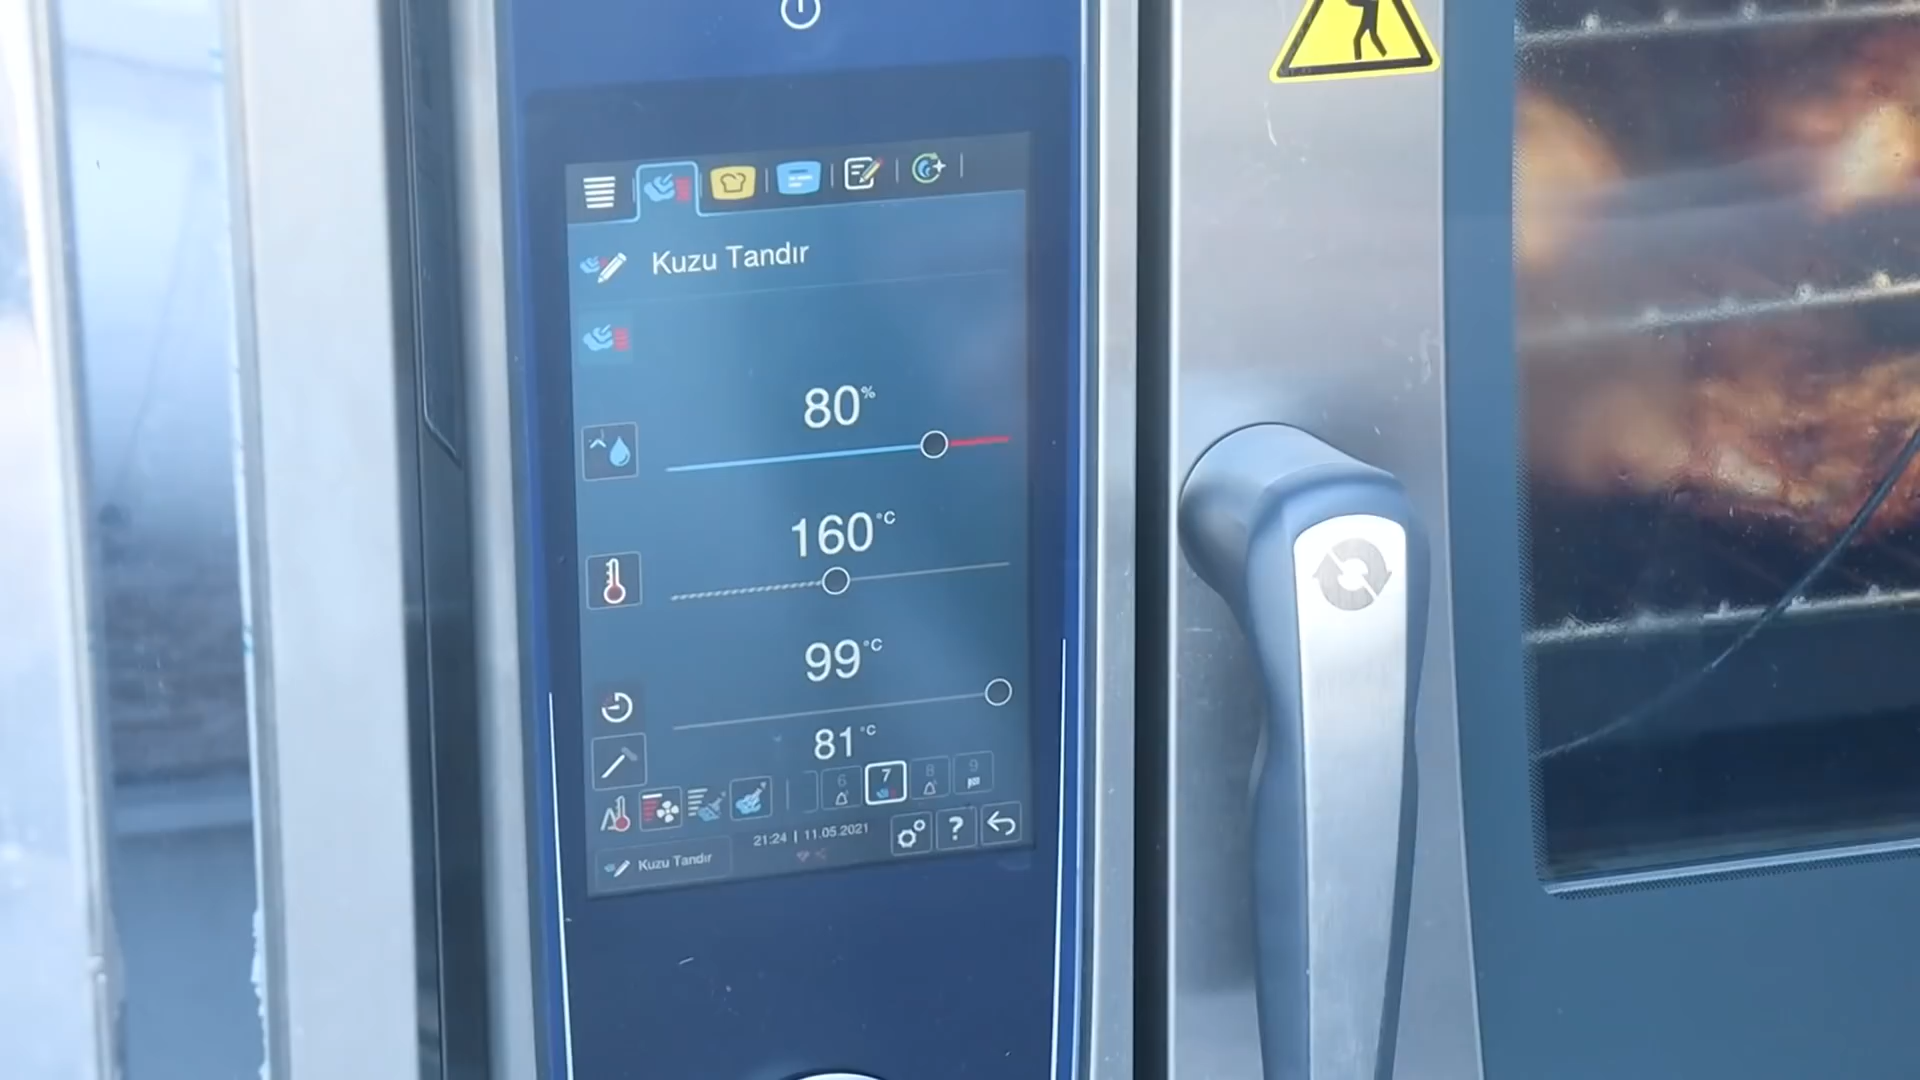 Kuzu Tandır
80%
160°C
99°C
81°C
6 7 8 9
21:24 | 11.05.2021
?
Kuzu Tandır